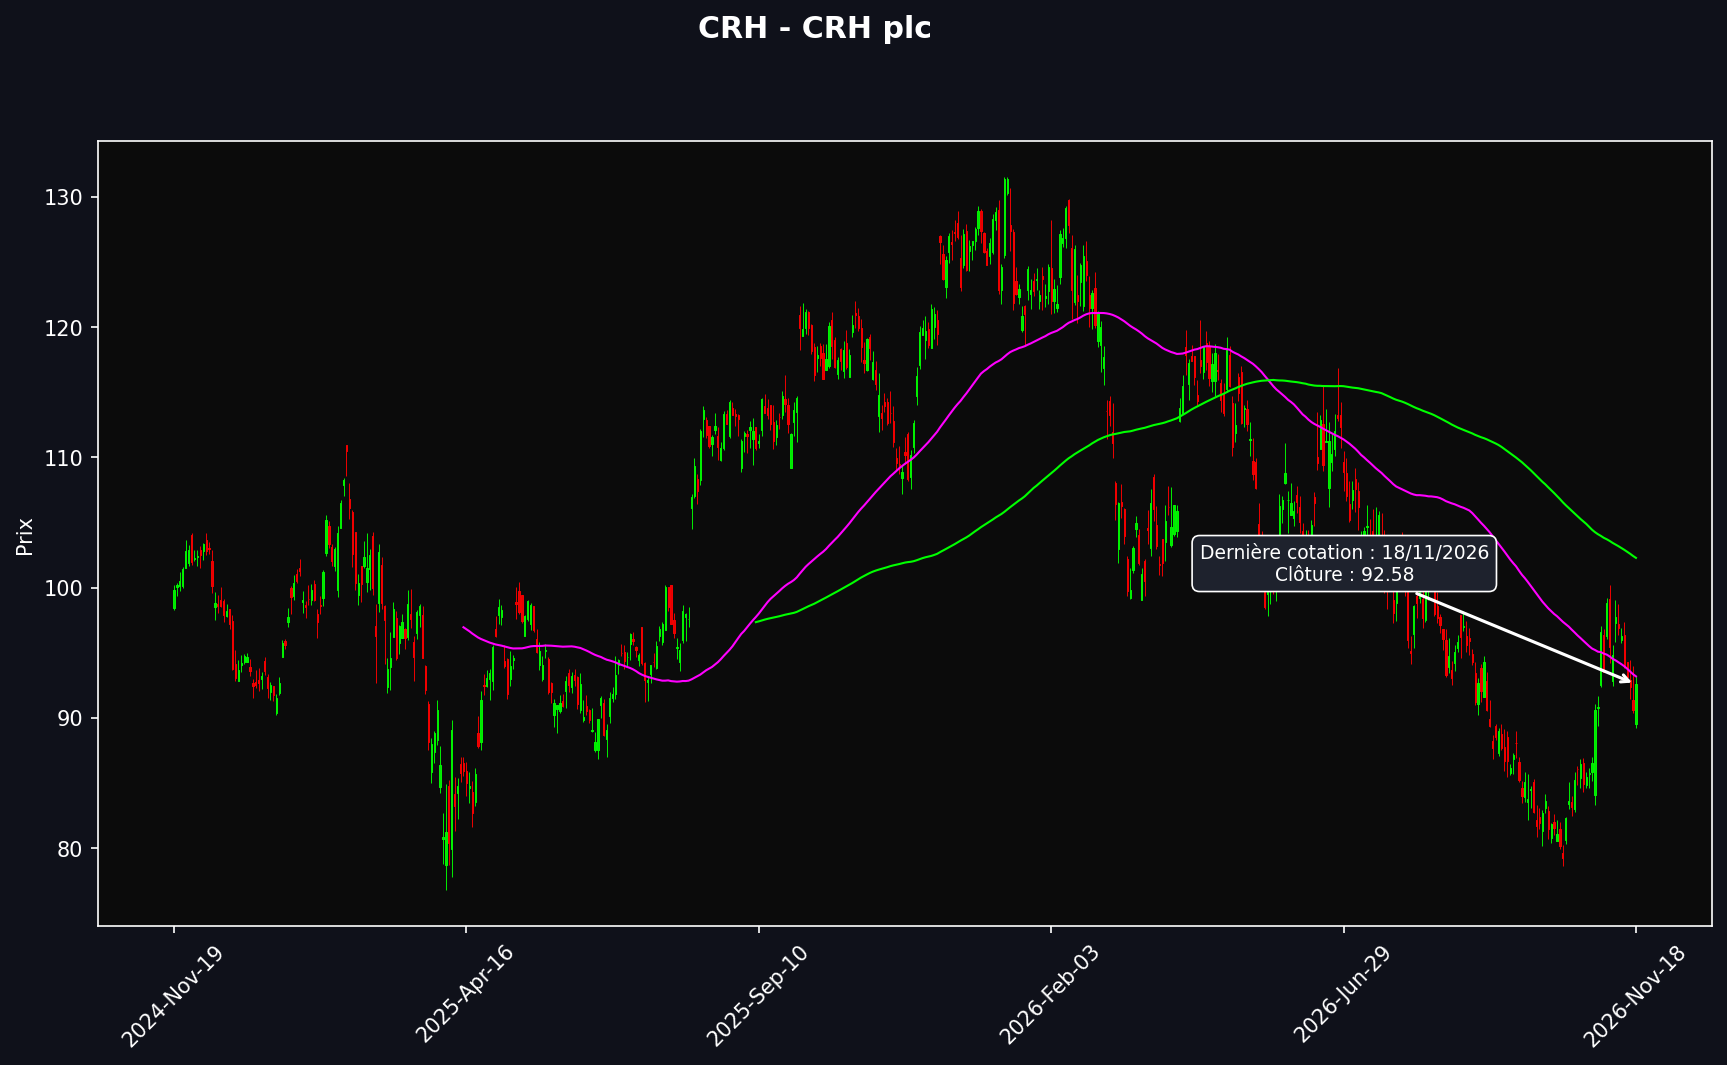 CRH - CRH plc
Prix
130
120
110
100
90
80
Dernière cotation : 18/11/2026
Clôture : 92.58
2024-Nov-19
2025-Apr-16
2025-Sep-10
2026-Feb-03
2026-Jun-29
2026-Nov-18